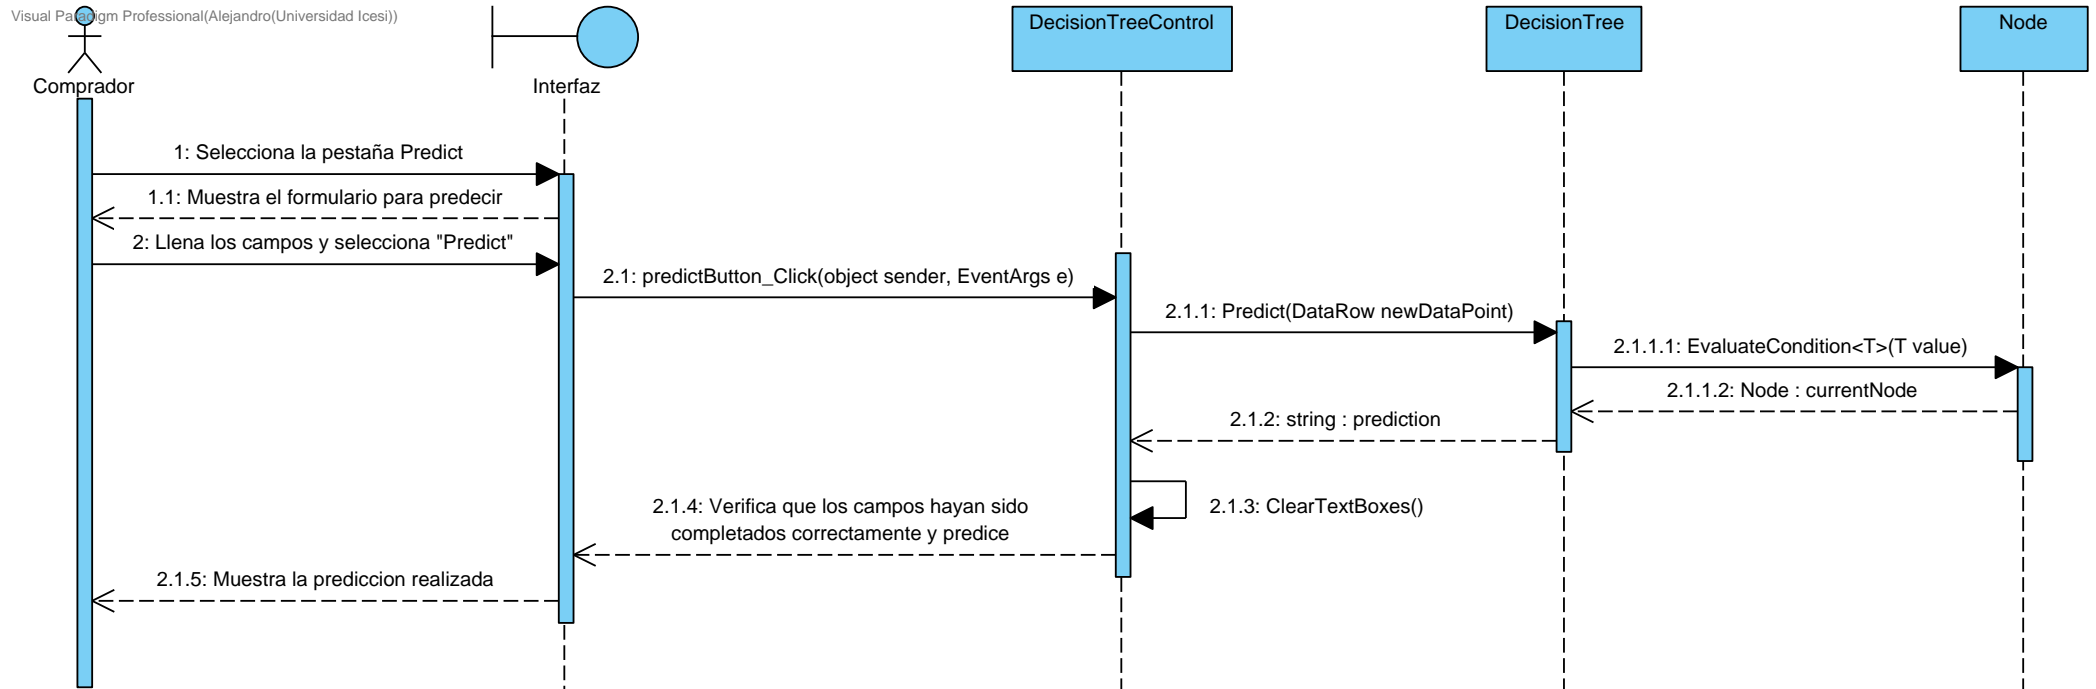 Visual Paradigm Professional(Alejandro(Universidad Icesi))
Comprador
Interfaz
DecisionTreeControl
DecisionTree
Node
1: Selecciona la pestaña Predict
1.1: Muestra el formulario para predecir
2: Llena los campos y selecciona "Predict"
2.1: predictButton_Click(object sender, EventArgs e)
2.1.1: Predict(DataRow newDataPoint)
2.1.1.1: EvaluateCondition<T>(T value)
2.1.1.2: Node : currentNode
2.1.2: string : prediction
2.1.3: ClearTextBoxes()
2.1.4: Verifica que los campos hayan sido
completados correctamente y predice
2.1.5: Muestra la prediccion realizada